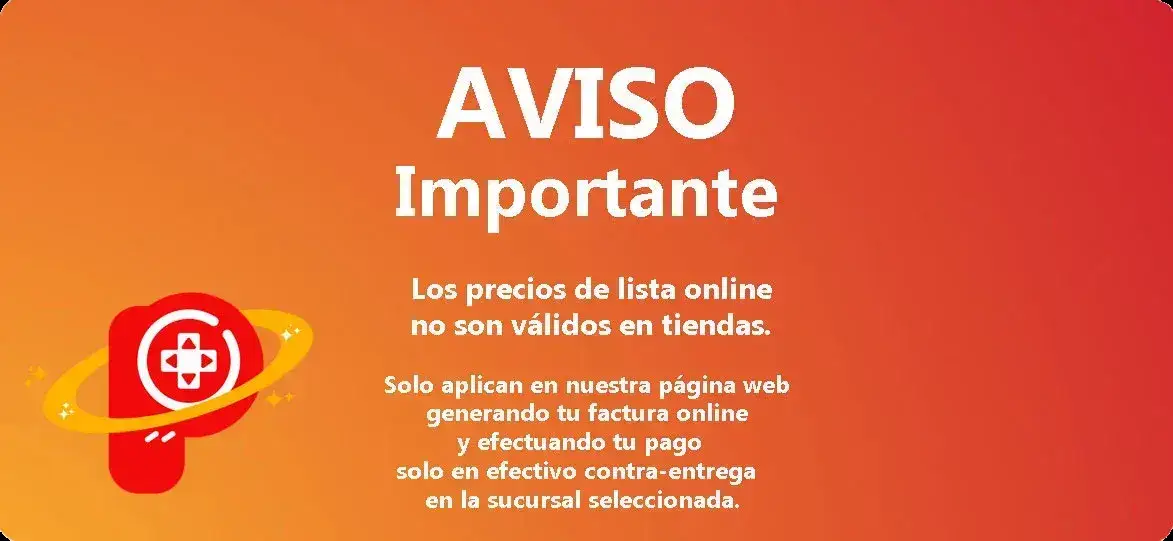 AVISO
Importante
Los precios de lista online
no son válidos en tiendas.
Solo aplican en nuestra página web
generando tu factura online
y efectuando tu pago
solo en efectivo contra-entrega
en la sucursal seleccionada.